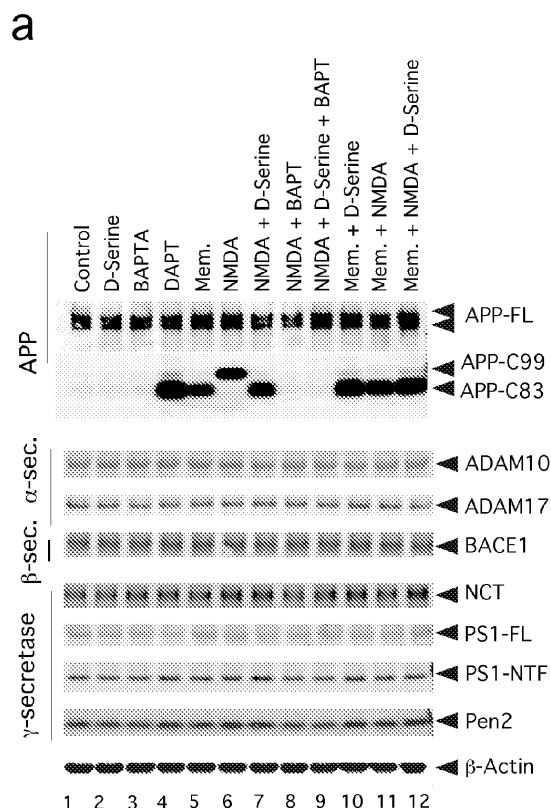 a
Control
D-Serine
BAPTA
DAPT
Mem.
NMDA
NMDA + D-Serine
NMDA + BAPT
NMDA + D-Serine + BAPT
Mem. + D-Serine
Mem. + NMDA
Mem. + NMDA + D-Serine
APP
APP-FL
APP-C99
APP-C83
α-sec.
ADAM10
ADAM17
β-sec.
BACE1
γ-secretase
NCT
PS1-FL
PS1-NTF
Pen2
β-Actin
1 2 3 4 5 6 7 8 9 10 11 12